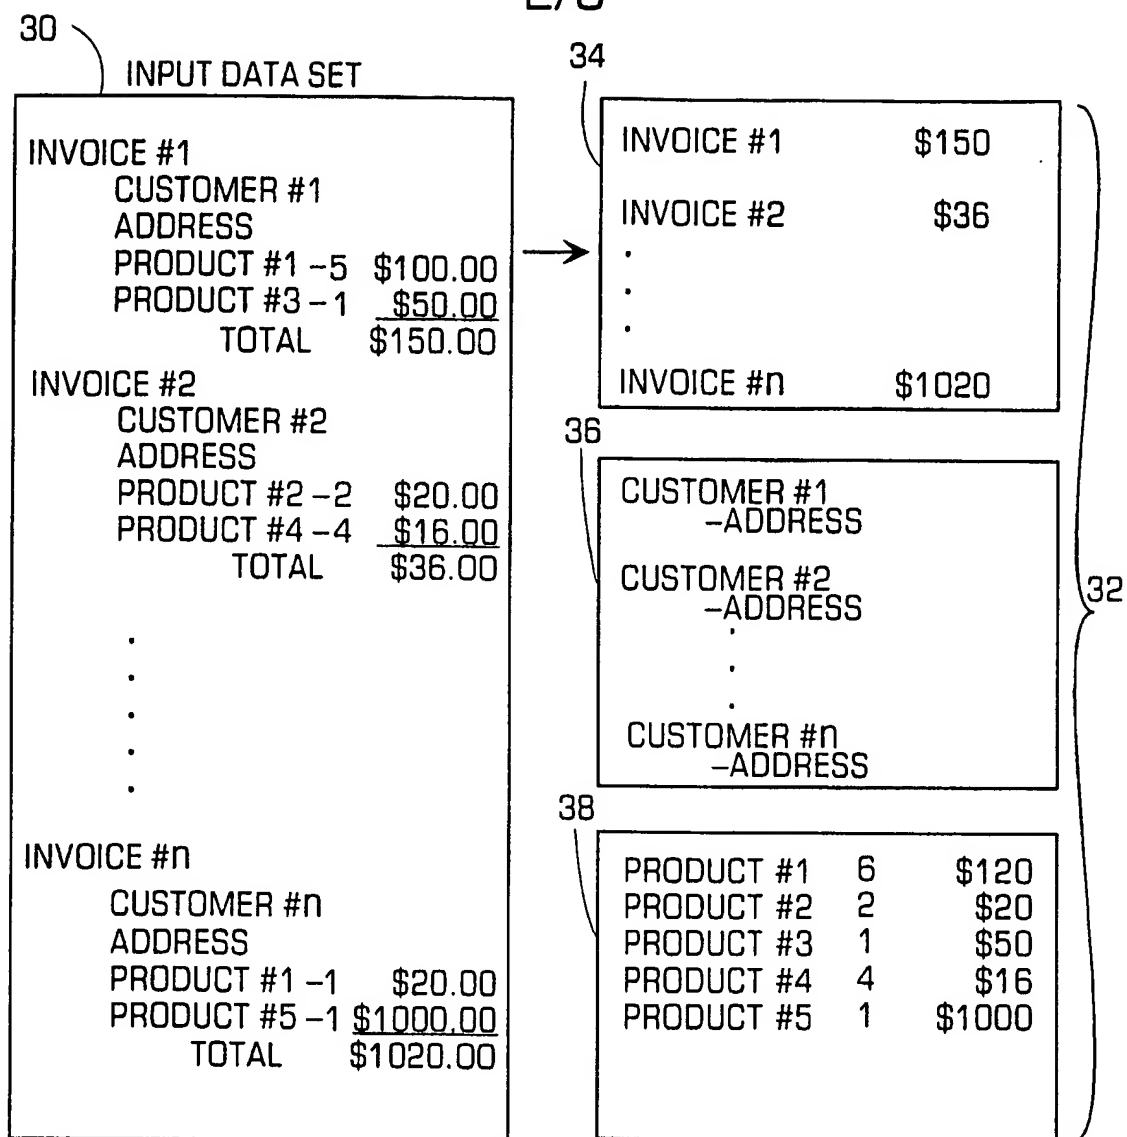 30
INPUT DATA SET
INVOICE #1
CUSTOMER #1
ADDRESS
PRODUCT #1 –5 $100.00
PRODUCT #3 – 1 $50.00
TOTAL $150.00
INVOICE #2
CUSTOMER #2
ADDRESS
PRODUCT #2 –2 $20.00
PRODUCT #4 –4 $16.00
TOTAL $36.00
INVOICE #n
CUSTOMER #n
ADDRESS
PRODUCT #1 –1 $20.00
PRODUCT #5 –1 $1000.00
TOTAL $1020.00
34
INVOICE #1 $150
INVOICE #2 $36
INVOICE #n $1020
36
CUSTOMER #1
–ADDRESS
CUSTOMER #2
–ADDRESS
CUSTOMER #n
–ADDRESS
38
PRODUCT #1 6 $120
PRODUCT #2 2 $20
PRODUCT #3 1 $50
PRODUCT #4 4 $16
PRODUCT #5 1 $1000
32